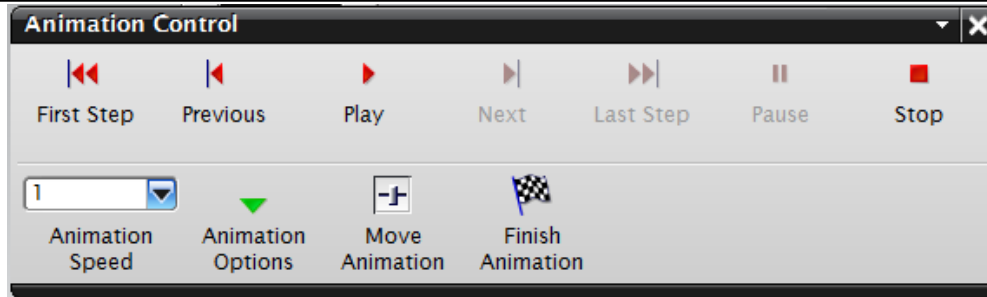 Animation Control
First Step Previous Play Next Last Step Pause Stop
1
Animation Speed
Animation Options
Move Animation
Finish Animation